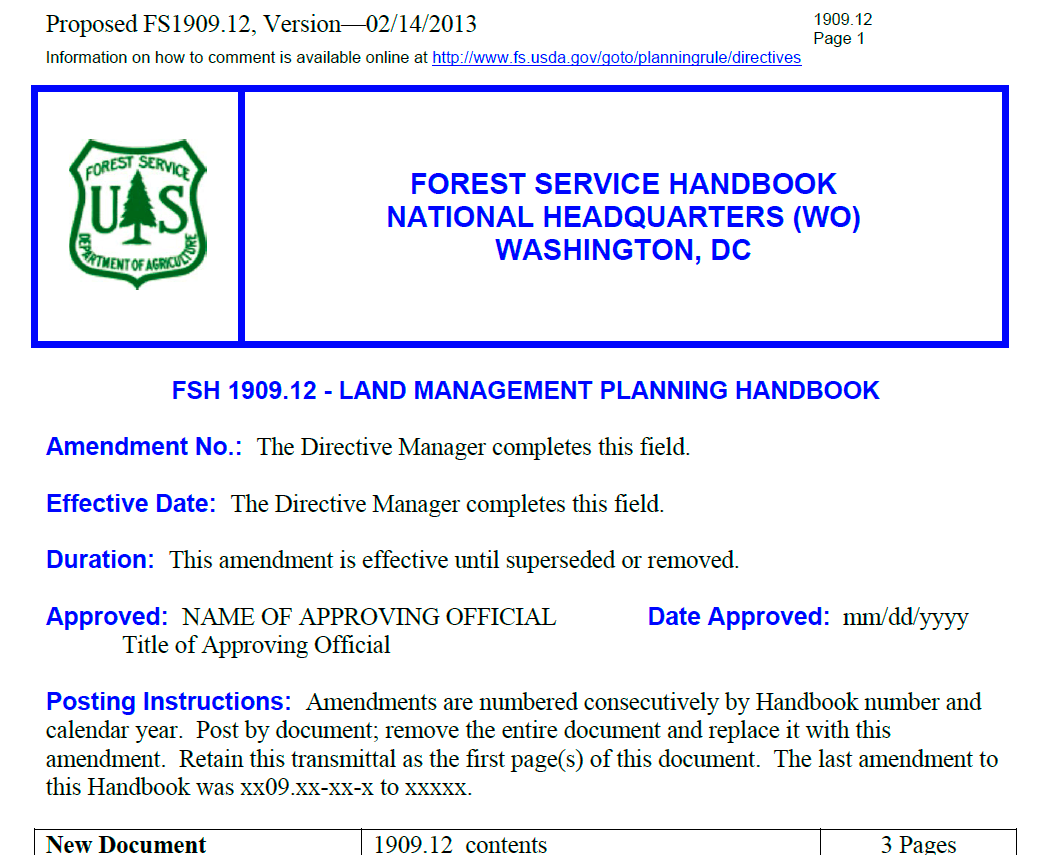 Proposed FS1909.12, Version—02/14/2013
1909.12
Page 1
Information on how to comment is available online at http://www.fs.usda.gov/goto/planningrule/directives
FOREST SERVICE
U S
DEPARTMENT OF AGRICULTURE
FOREST SERVICE HANDBOOK
NATIONAL HEADQUARTERS (WO)
WASHINGTON, DC
FSH 1909.12 - LAND MANAGEMENT PLANNING HANDBOOK
Amendment No.: The Directive Manager completes this field.
Effective Date: The Directive Manager completes this field.
Duration: This amendment is effective until superseded or removed.
Approved: NAME OF APPROVING OFFICIAL Date Approved: mm/dd/yyyy
Title of Approving Official
Posting Instructions: Amendments are numbered consecutively by Handbook number and
calendar year. Post by document; remove the entire document and replace it with this
amendment. Retain this transmittal as the first page(s) of this document. The last amendment to
this Handbook was xx09.xx-xx-x to xxxxx.
New Document 1909.12 contents 3 Pages